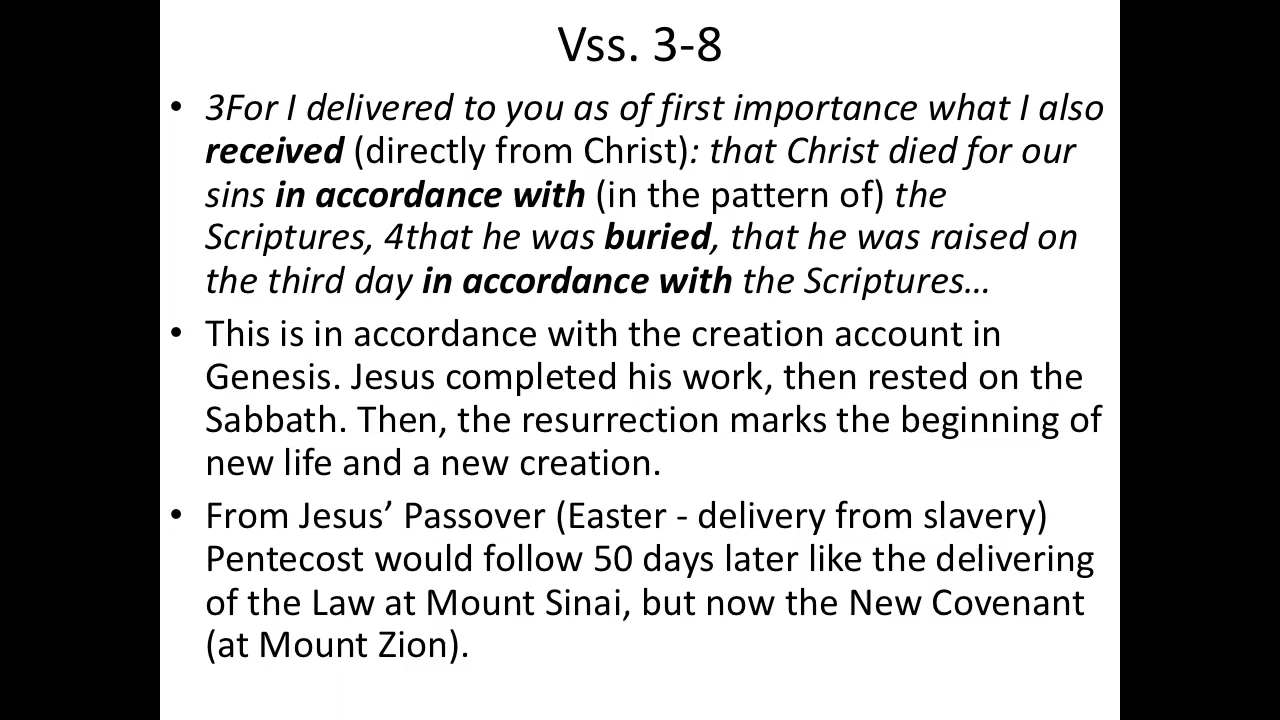 Vss. 3-8
• 3For I delivered to you as of first importance what I also
received (directly from Christ): that Christ died for our
sins in accordance with (in the pattern of) the
Scriptures, 4that he was buried, that he was raised on
the third day in accordance with the Scriptures…
• This is in accordance with the creation account in
Genesis. Jesus completed his work, then rested on the
Sabbath. Then, the resurrection marks the beginning of
new life and a new creation.
• From Jesus’ Passover (Easter - delivery from slavery)
Pentecost would follow 50 days later like the delivering
of the Law at Mount Sinai, but now the New Covenant
(at Mount Zion).